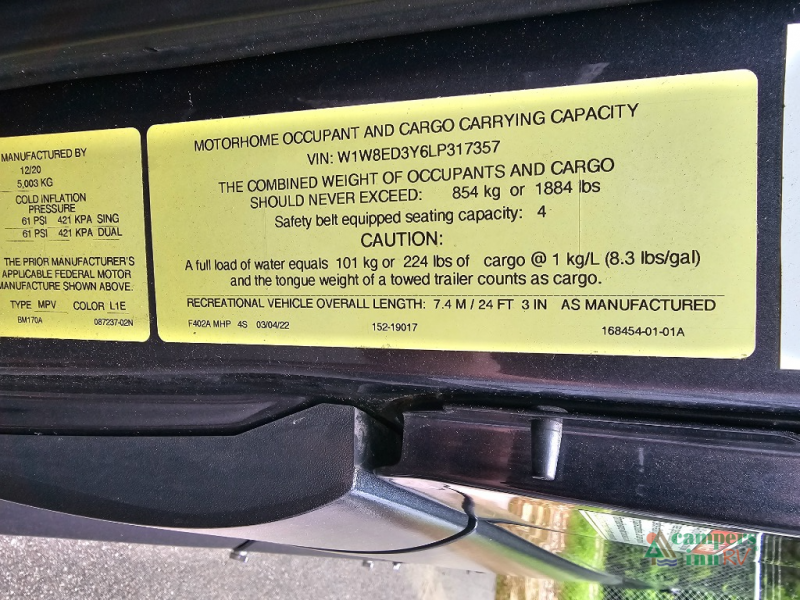 MANUFACTURED BY
12/20
5,003 KG
COLD INFLATION
PRESSURE
61 PSI 421 KPA SING
61 PSI 421 KPA DUAL
THE PRIOR MANUFACTURER'S
APPLICABLE FEDERAL MOTOR
MANUFACTURE SHOWN ABOVE.
TYPE MPV COLOR L1E
BM170A 087237-02N
MOTORHOME OCCUPANT AND CARGO CARRYING CAPACITY
VIN: W1W8ED3Y6LP317357
THE COMBINED WEIGHT OF OCCUPANTS AND CARGO
SHOULD NEVER EXCEED: 854 kg or 1884 lbs
Safety belt equipped seating capacity: 4
CAUTION:
A full load of water equals 101 kg or 224 lbs of cargo @ 1 kg/L (8.3 lbs/gal)
and the tongue weight of a towed trailer counts as cargo.
RECREATIONAL VEHICLE OVERALL LENGTH: 7.4 M / 24 FT 3 IN AS MANUFACTURED
F402A MHP 4S 03/04/22 152-19017 168454-01-01A
campers
inn RV